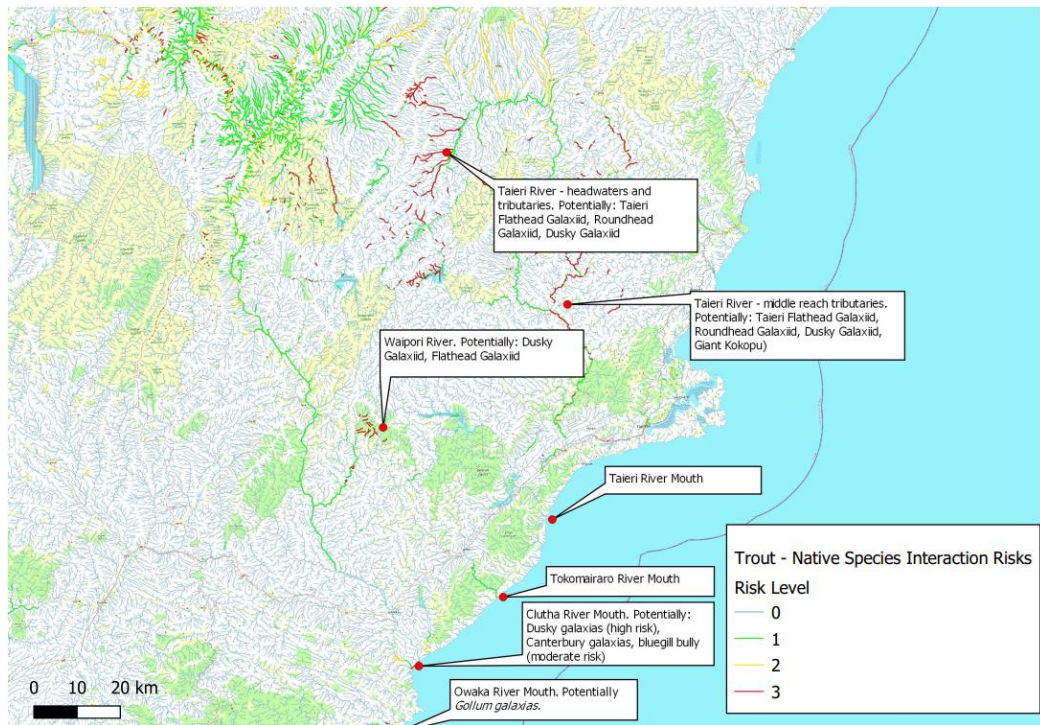 Taieri River - headwaters and
tributaries. Potentially: Taieri
Flathead Galaxiid, Roundhead
Galaxiid, Dusky Galaxiid
Taieri River - middle reach tributaries.
Potentially: Taieri Flathead Galaxiid,
Roundhead Galaxiid, Dusky Galaxiid,
Giant Kokopu)
Waipori River. Potentially: Dusky
Galaxiid, Flathead Galaxiid
Taieri River Mouth
Tokomairaro River Mouth
Clutha River Mouth. Potentially:
Dusky galaxias (high risk),
Canterbury galaxias, bluegill bully
(moderate risk)
Owaka River Mouth. Potentially
Gollum galaxias.
Trout - Native Species Interaction Risks
Risk Level
0
1
2
3
0 10 20 km